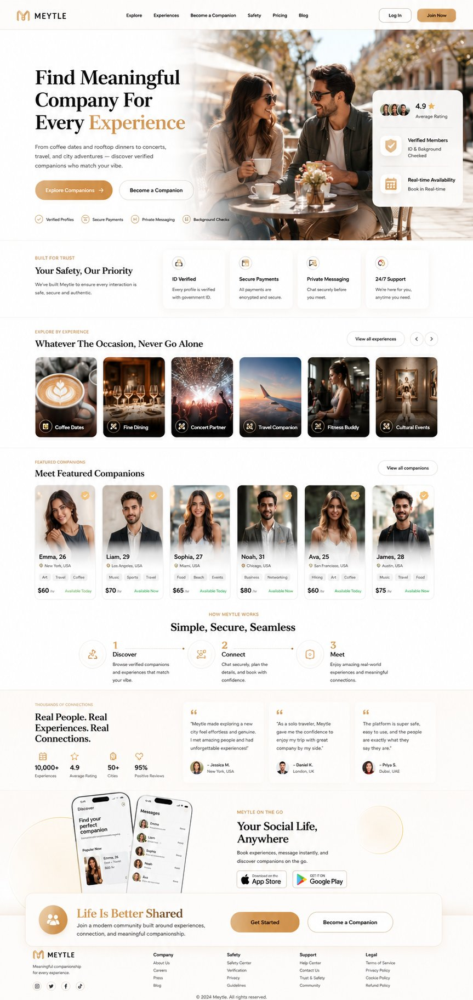 MEYTLE
Explore
Experiences
Become a Companion
Safety
Pricing
Blog
Log In
Join Now
Find Meaningful
Company For
Every Experience
From coffee dates and rooftop dinners to concerts,
travel, and city adventures — discover verified
companions who match your vibe.
Explore Companions →
Become a Companion
Verified Profiles
Secure Payments
Private Messaging
Background Checks
4.9
Average Rating
Verified Members
ID & Bakground
Checked
Real-time Availability
Book in Real-time
BUILT FOR TRUST
Your Safety, Our Priority
We've built Meytle to ensure every interaction is
safe, secure and authentic.
ID Verified
Every profile is verified
with government ID.
Secure Payments
All payments are
encrypted and secure.
Private Messaging
Chat securely before
you meet.
24/7 Support
We're here for you,
anytime you need.
EXPLORE BY EXPERIENCE
Whatever The Occasion, Never Go Alone
View all experiences
Coffee Dates
Fine Dining
Concert Partner
Travel Companion
Fitness Buddy
Cultural Events
FEATURED COMPANIONS
Meet Featured Companions
View all companions
Emma, 26
New York, USA
Art Travel Coffee
$60 /hr Available Today
Liam, 29
Los Angeles, USA
Music Sports Travel
$70 /hr Available Now
Sophia, 27
Miami, USA
Food Beach Events
$65 /hr Available Today
Noah, 31
Chicago, USA
Business Networking
$80 /hr Available Now
Ava, 25
San Francisco, USA
Hiking Art Coffee
$60 /hr Available Today
James, 28
Austin, USA
Music Travel Food
$75 /hr Available Now
HOW MEYTLE WORKS
Simple, Secure, Seamless
1
Discover
Browse verified companions
and experiences that match
your vibe.
2
Connect
Chat securely, plan the
details, and book with
confidence.
3
Meet
Enjoy amazing real-world
experiences and meaningful
connections.
THOUSANDS OF CONNECTIONS
Real People. Real
Experiences. Real
Connections.
10,000+
Experiences
4.9
Average Rating
50+
Cities
95%
Positive Reviews
"Meytle made exploring a new
city feel effortless and genuine.
I met amazing people and had
unforgettable experiences!"
– Jessica M.
New York, USA
"As a solo traveler, Meytle
gave me the confidence to
enjoy my trip with great
company by my side."
– Daniel K.
London, UK
The platform is super safe,
easy to use, and the people
are exactly what they
say they are."
– Priya S.
Dubai, UAE
Discover
Find your
perfect
companion
Popular Now
Emma, 26
Messages
Emma
Liam
Sophia
Noah
Ava
MEYTLE ON THE GO
Your Social Life,
Anywhere
Book experiences, message instantly, and
discover companions on the go.
Download on the
App Store
GET IT ON
Google Play
Life Is Better Shared
Join a modern community built around experiences,
connection, and meaningful companionship.
Get Started
Become a Companion
MEYTLE
Meaningful companionship
for every experience.
Company
About Us
Careers
Press
Blog
Safety
Safety Center
Verification
Privacy
Guidelines
Support
Help Center
Contact Us
Trust & Safety
Community
Legal
Terms of Service
Privacy Policy
Cookie Policy
Refund Policy
© 2024 Meytle. All rights reserved.